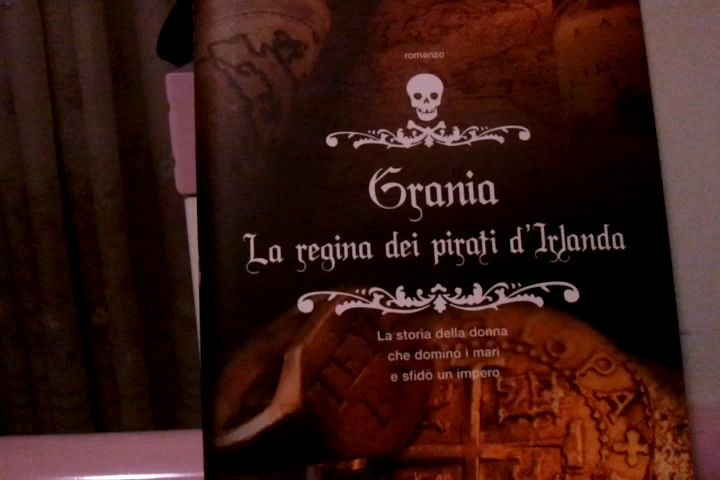 romanzo
Grania
La regina dei pirati d'Irlanda
La storia della donna
che dominò i mari
e sfidò un impero